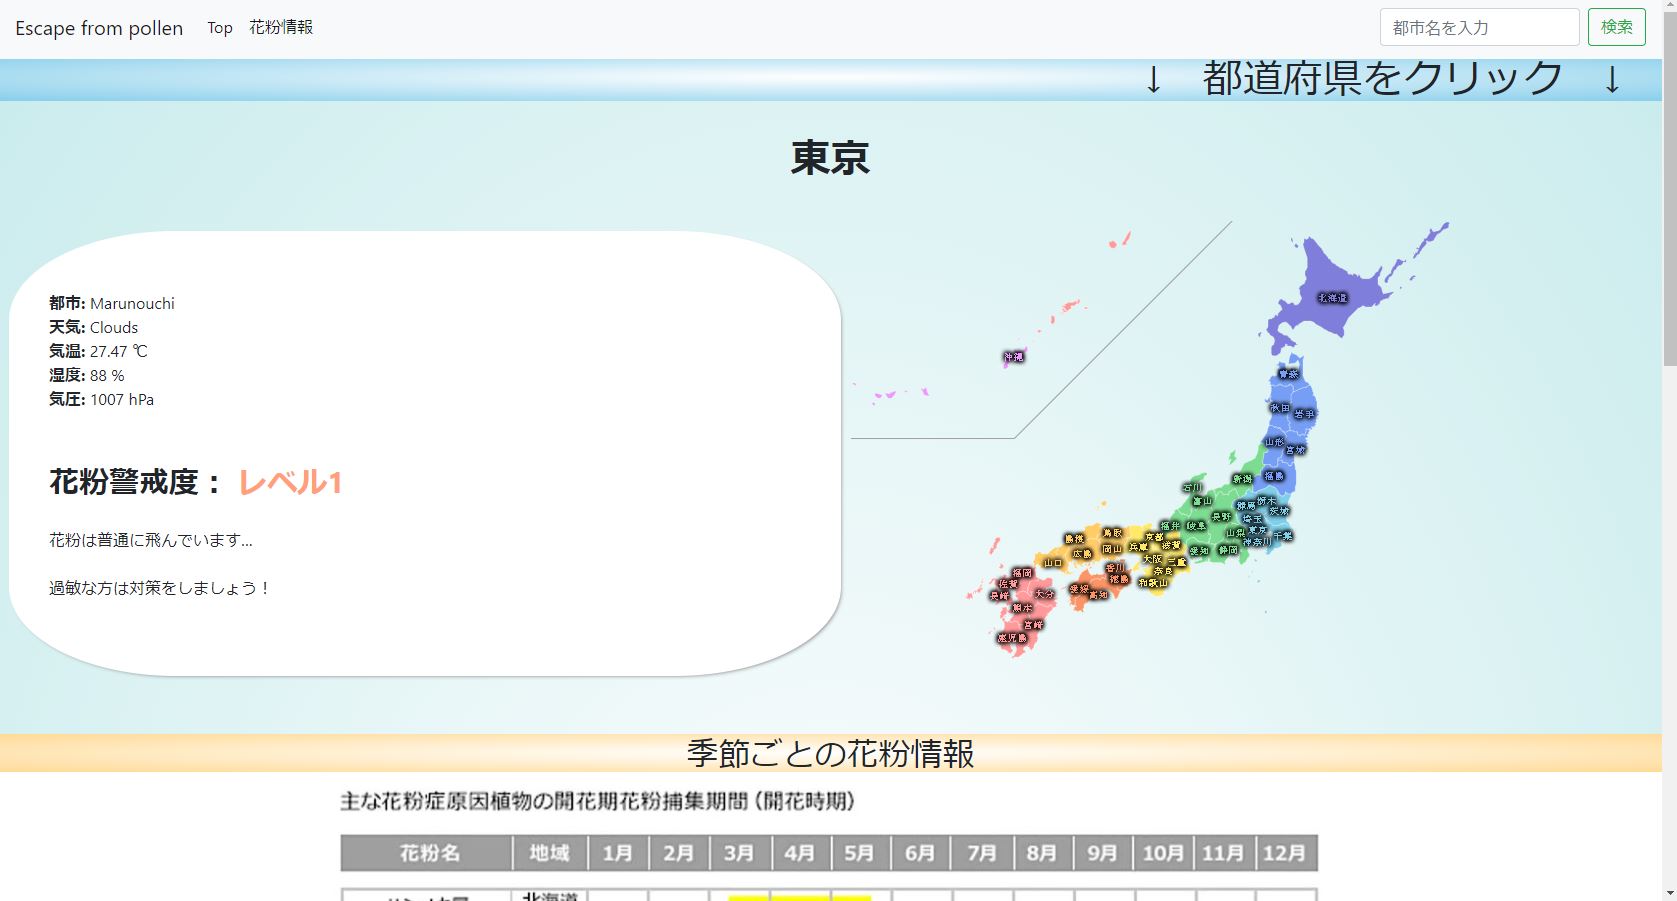 Escape from pollen Top 花粉情報 都市名を入力 検索
↓ 都道府県をクリック ↓
東京
都市: Marunouchi
天気: Clouds
気温: 27.47 ℃
湿度: 88 %
気圧: 1007 hPa
花粉警戒度： レベル1
花粉は普通に飛んでいます...
過敏な方は対策をしましょう！
北海道
沖縄
青森
秋田 岩手
山形 宮城
新潟 福島
石川 富山 群馬 栃木 茨城
福井 岐阜 長野 埼玉
山梨 東京 千葉
愛知 静岡 神奈川
島根 鳥取 京都
広島 岡山 兵庫 滋賀
山口 大阪 三重
奈良
和歌山
香川 徳島
愛媛 高知
福岡
佐賀
長崎 大分
熊本
宮崎
鹿児島
季節ごとの花粉情報
主な花粉症原因植物の開花期花粉捕集期間（開花時期）
花粉名 地域 1月 2月 3月 4月 5月 6月 7月 8月 9月 10月 11月 12月
北海道